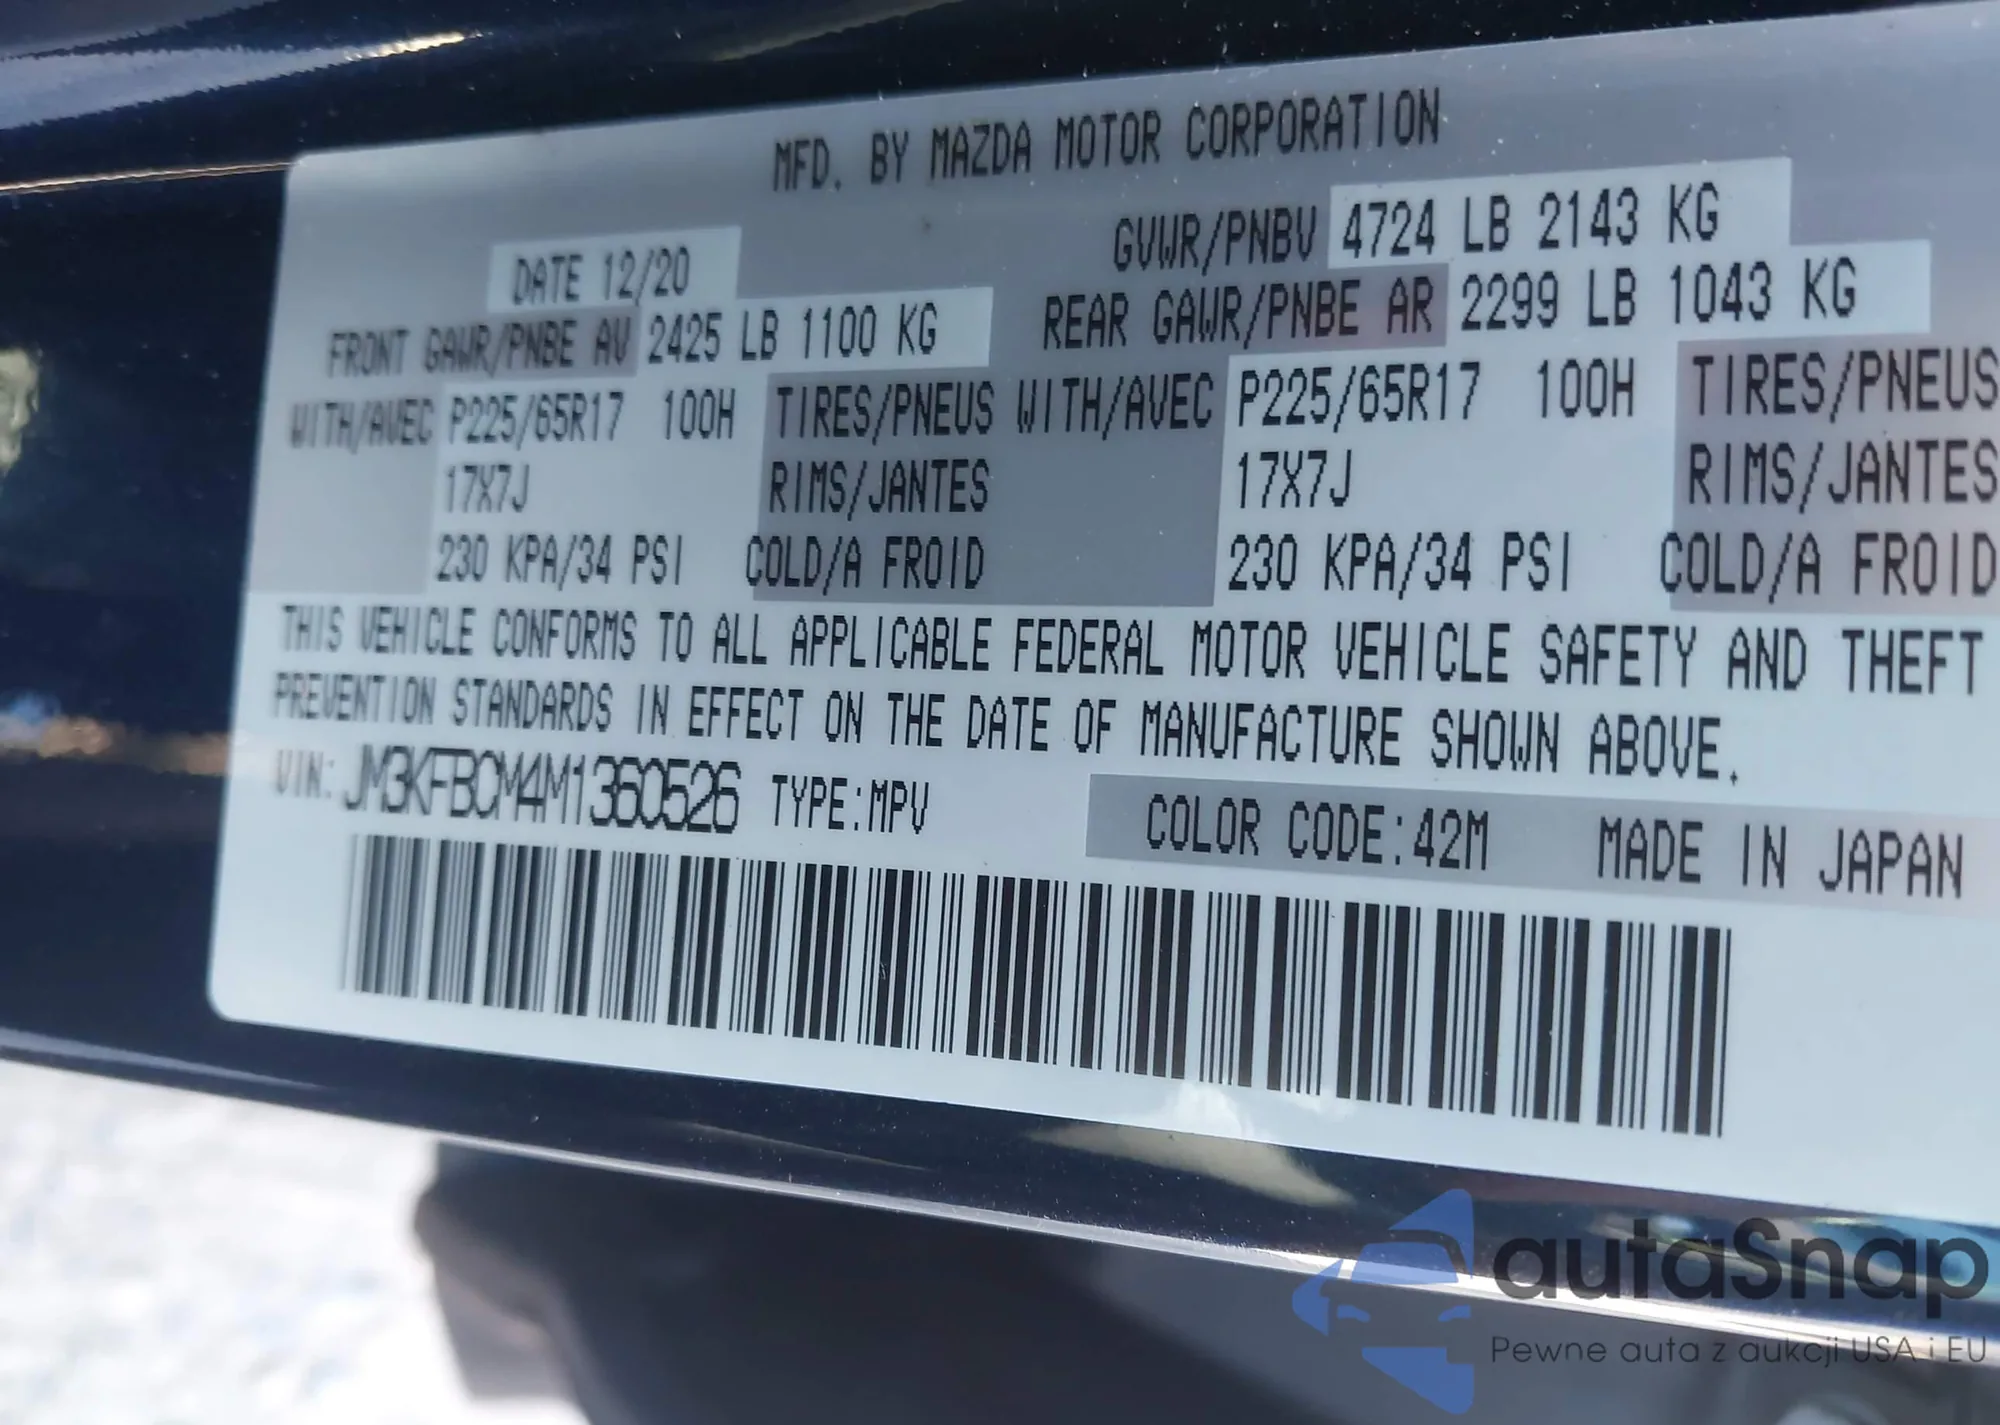 MFD. BY MAZDA MOTOR CORPORATION
DATE 12/20
GVWR/PNBV 4724 LB 2143 KG
FRONT GAWR/PNBE AV 2425 LB 1100 KG REAR GAWR/PNBE AR 2299 LB 1043 KG
WITH/AVEC P225/65R17 100H TIRES/PNEUS WITH/AVEC P225/65R17 100H TIRES/PNEUS
17X7J RIMS/JANTES 17X7J RIMS/JANTES
230 KPA/34 PSI COLD/A FROID 230 KPA/34 PSI COLD/A FROID
THIS VEHICLE CONFORMS TO ALL APPLICABLE FEDERAL MOTOR VEHICLE SAFETY AND THEFT
PREVENTION STANDARDS IN EFFECT ON THE DATE OF MANUFACTURE SHOWN ABOVE.
VIN: JM3KFBCM4M1360526 TYPE:MPV COLOR CODE:42M MADE IN JAPAN
autaSnap
Pewne auta z aukcji USA i EU